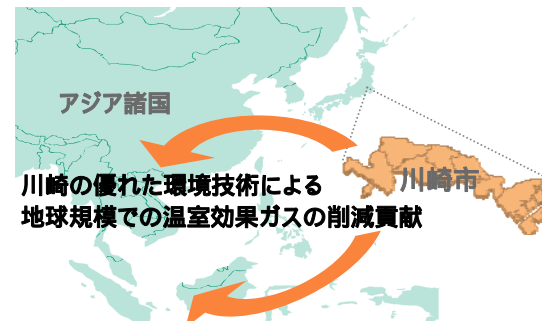 アジア諸国
川崎市
川崎の優れた環境技術による
地球規模での温室効果ガスの削減貢献